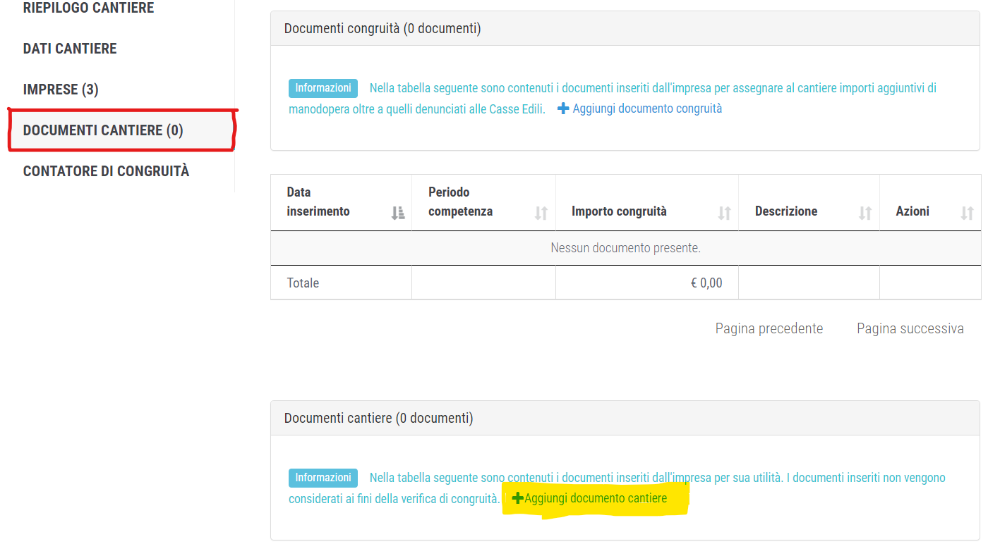 RIEPILOGO CANTIERE
DATI CANTIERE
IMPRESE (3)
DOCUMENTI CANTIERE (0)
CONTATORE DI CONGRUITÀ
Documenti congruità (0 documenti)
Informazioni Nella tabella seguente sono contenuti i documenti inseriti dall'impresa per assegnare al cantiere importi aggiuntivi di
manodopera oltre a quelli denunciati alle Casse Edili. Aggiungi documento congruità
Data inserimento
Periodo competenza
Importo congruità
Descrizione
Azioni
Nessun documento presente.
Totale € 0,00
Pagina precedente Pagina successiva
Documenti cantiere (0 documenti)
Informazioni Nella tabella seguente sono contenuti i documenti inseriti dall'impresa per sua utilità. I documenti inseriti non vengono
considerati ai fini della verifica di congruità. Aggiungi documento cantiere